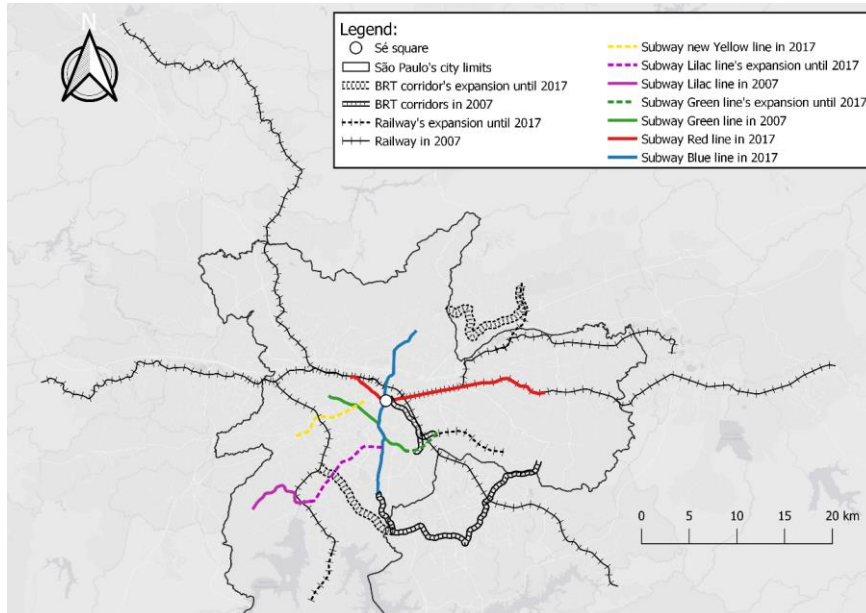 N
Legend:
Sé square
São Paulo's city limits
BRT corridor's expansion until 2017
BRT corridors in 2007
Railway's expansion until 2017
Railway in 2007
Subway new Yellow line in 2017
Subway Lilac line's expansion until 2017
Subway Lilac line in 2007
Subway Green line's expansion until 2017
Subway Green line in 2007
Subway Red line in 2017
Subway Blue line in 2017
0 5 10 15 20 km